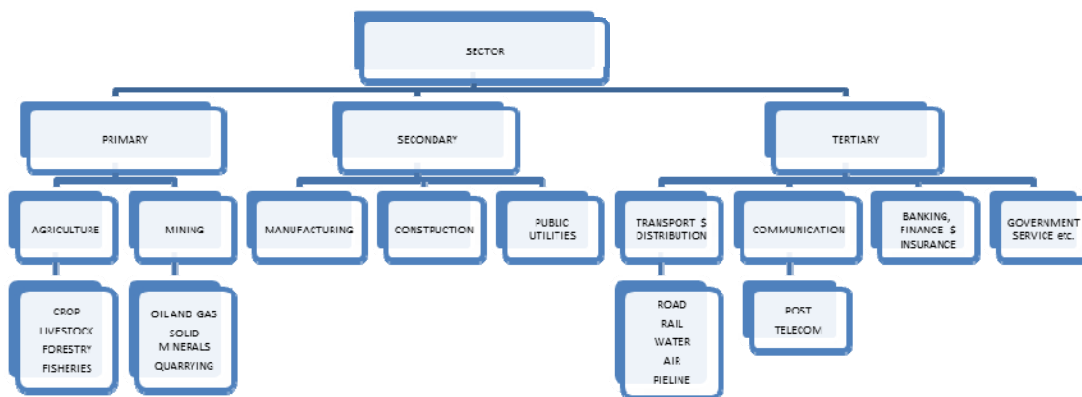 SECTOR
PRIMARY
SECONDARY
TERTIARY
AGRICULTURE
MINING
MANUFACTURING
CONSTRUCTION
PUBLIC
UTILITIES
TRANSPORT $
DISTRIBUTION
COMMUNICATION
BANKING,
FINANCE $
INSURANCE
GOVERNMENT
SERVICE etc.
CROP
LIVESTOCK
FORESTRY
FISHERIES
OIL AND GAS
SOLID
MINERALS
QUARRYING
ROAD
RAIL
WATER
AIR
PIELINE
POST
TELECOM